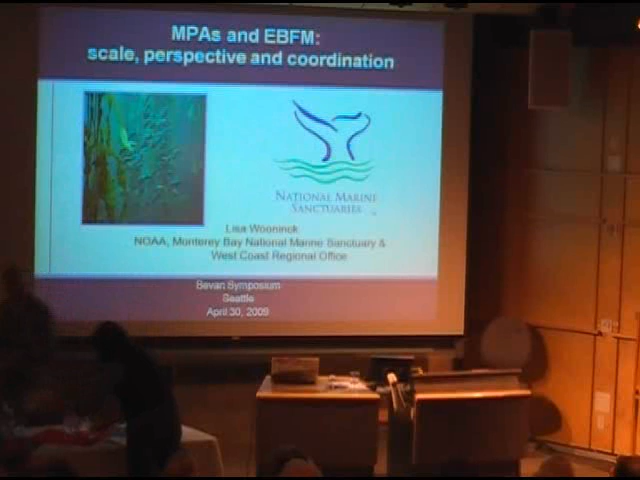 MPAs and EBFM:
scale, perspective and coordination
NATIONAL MARINE
SANCTUARIES
Lisa Wooninck
NOAA, Monterey Bay National Marine Sanctuary &
West Coast Regional Office
Bevan Symposium
Seattle
April 30, 2009